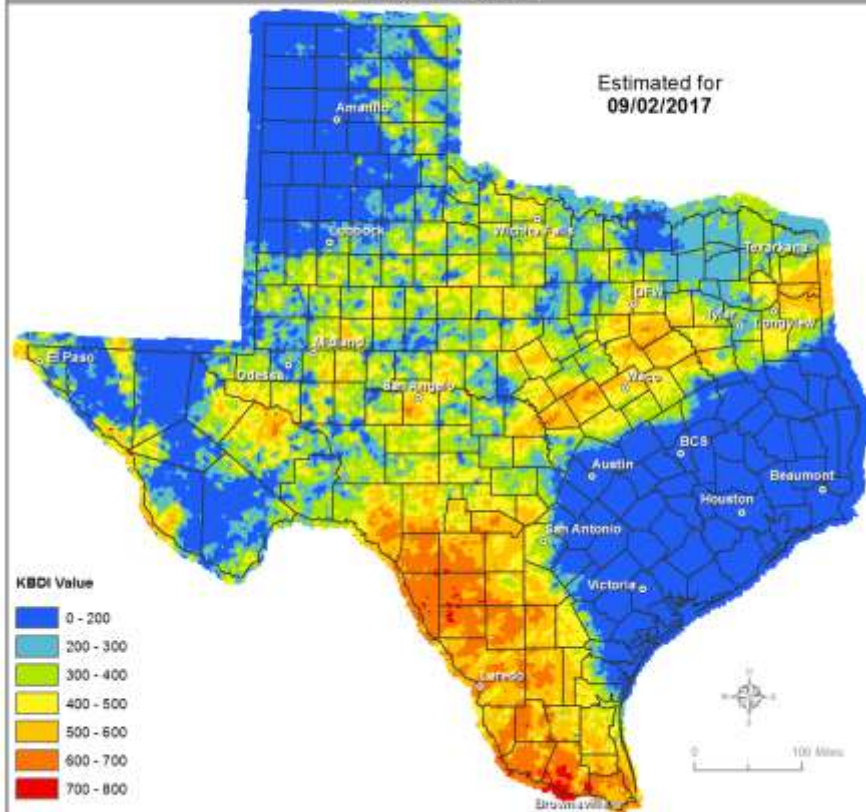 Estimated for
09/02/2017
Amarillo
Lubbock
Wichita Falls
Texarkana
DFW
Tyler
Longview
El Paso
Midland
Odessa
San Angelo
Waco
BCS
Austin
Beaumont
Houston
San Antonio
Victoria
Laredo
Brownsville
KBDI Value
0 - 200
200 - 300
300 - 400
400 - 500
500 - 600
600 - 700
700 - 800
0 100 Miles